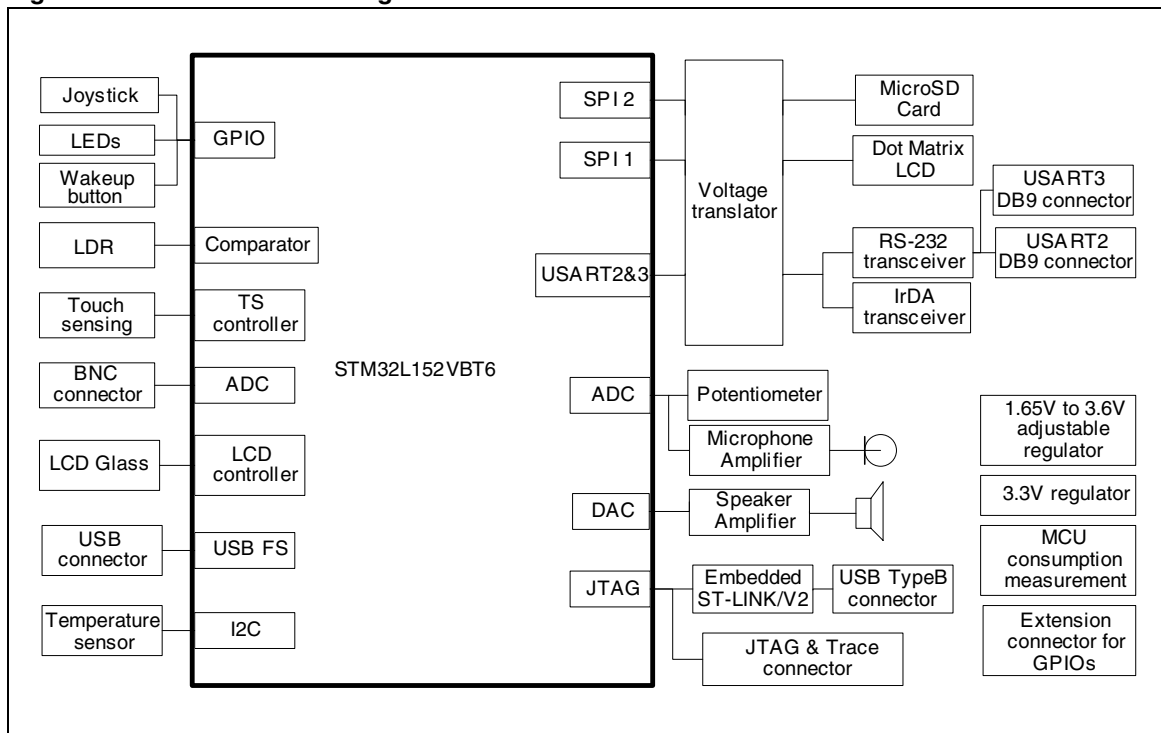 Joystick
LEDs
Wakeup
button
LDR
Touch
sensing
BNC
connector
LCD Glass
USB
connector
Temperature
sensor
GPIO
Comparator
TS
controller
ADC
LCD
controller
USB FS
I2C
STM32L152VBT6
SPI 2
SPI 1
USART2&3
ADC
DAC
JTAG
Voltage
translator
MicroSD
Card
Dot Matrix
LCD
RS-232
transceiver
IrDA
transceiver
USART3
DB9 connector
USART2
DB9 connector
Potentiometer
Microphone
Amplifier
Speaker
Amplifier
Embedded
ST-LINK/V2
USB TypeB
connector
JTAG & Trace
connector
1.65V to 3.6V
adjustable
regulator
3.3V regulator
MCU
consumption
measurement
Extension
connector for
GPIOs